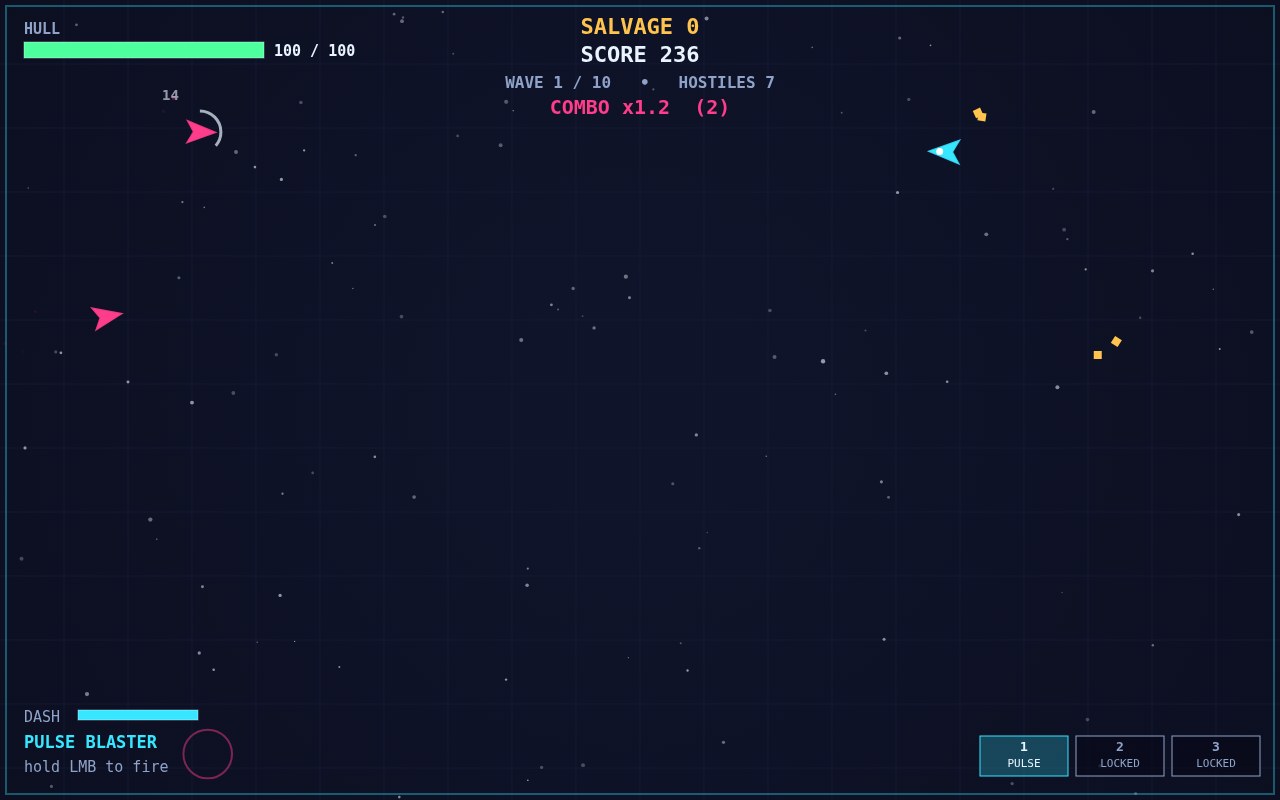 HULL
100 / 100
SALVAGE 0
SCORE 236
WAVE 1 / 10 • HOSTILES 7
COMBO x1.2 (2)
14
DASH
PULSE BLASTER
hold LMB to fire
1
PULSE
2
LOCKED
3
LOCKED